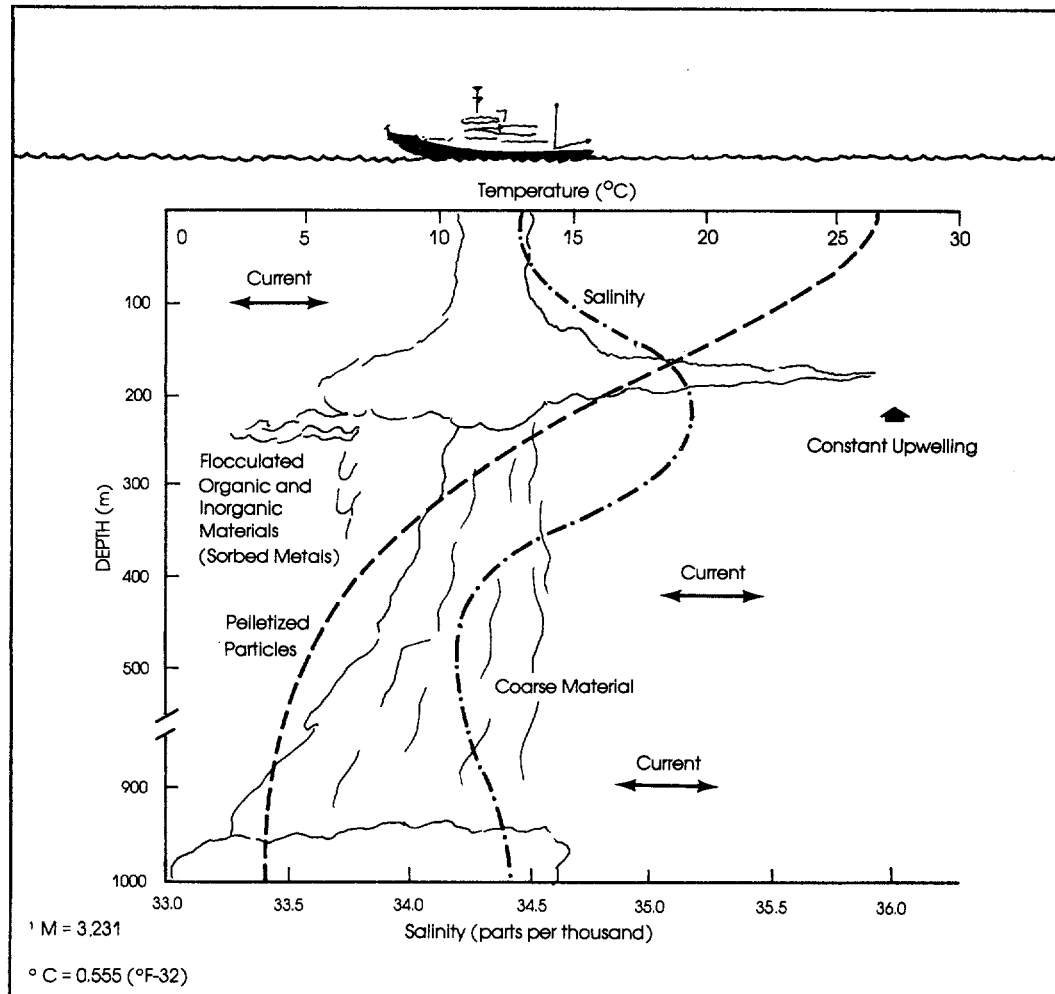 Temperature (°C)
0 5 10 15 20 25 30
Current
Salinity
100
200
Constant Upwelling
Flocculated
Organic and
Inorganic
Materials
(Sorbed Metals)
300
DEPTH (m)
400
Current
Pelletized
Particles
500
Coarse Material
Current
900
1000
33.0 33.5 34.0 34.5 35.0 35.5 36.0
Salinity (parts per thousand)
¹ M = 3,231
° C = 0.555 (°F-32)